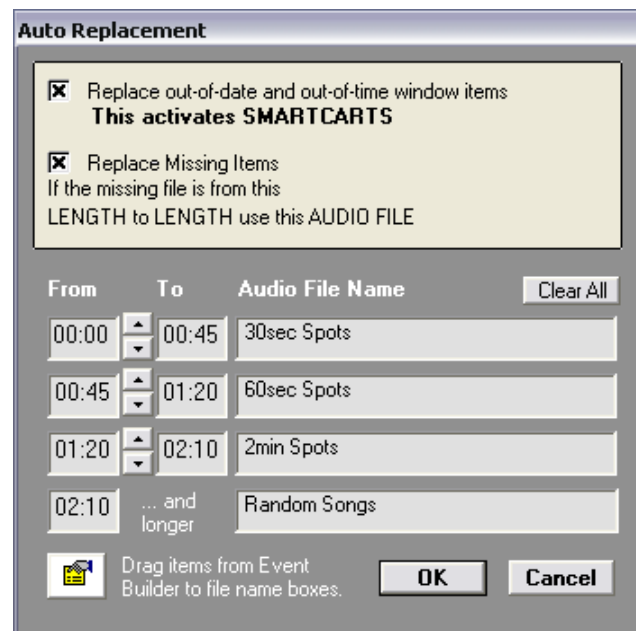 Auto Replacement
Replace out-of-date and out-of-time window items
This activates SMARTCARTS
Replace Missing Items
If the missing file is from this
LENGTH to LENGTH use this AUDIO FILE
From To Audio File Name Clear All
00:00 00:45 30sec Spots
00:45 01:20 60sec Spots
01:20 02:10 2min Spots
02:10 ... and longer Random Songs
Drag items from Event
Builder to file name boxes.
OK Cancel